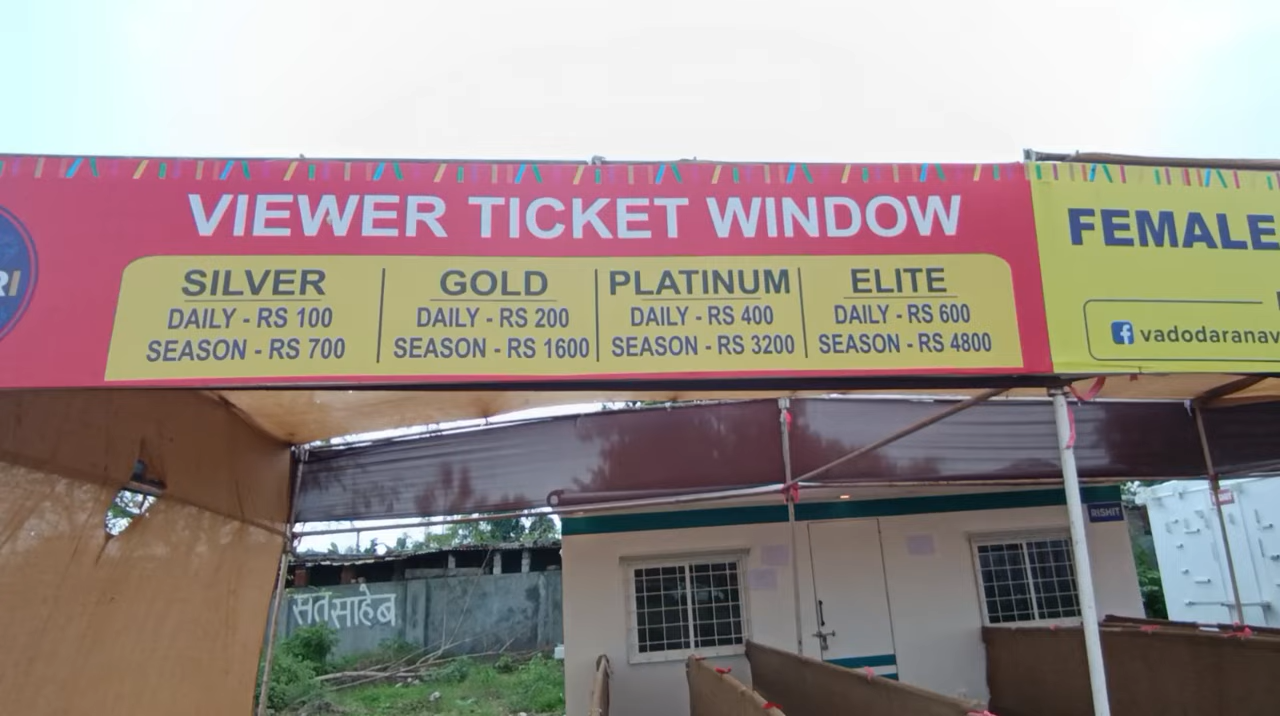 VIEWER TICKET WINDOW
SILVER
DAILY - RS 100
SEASON - RS 700
GOLD
DAILY - RS 200
SEASON - RS 1600
PLATINUM
DAILY - RS 400
SEASON - RS 3200
ELITE
DAILY - RS 600
SEASON - RS 4800
FEMALE
vadodaranav
RISHIT
सत साहेब